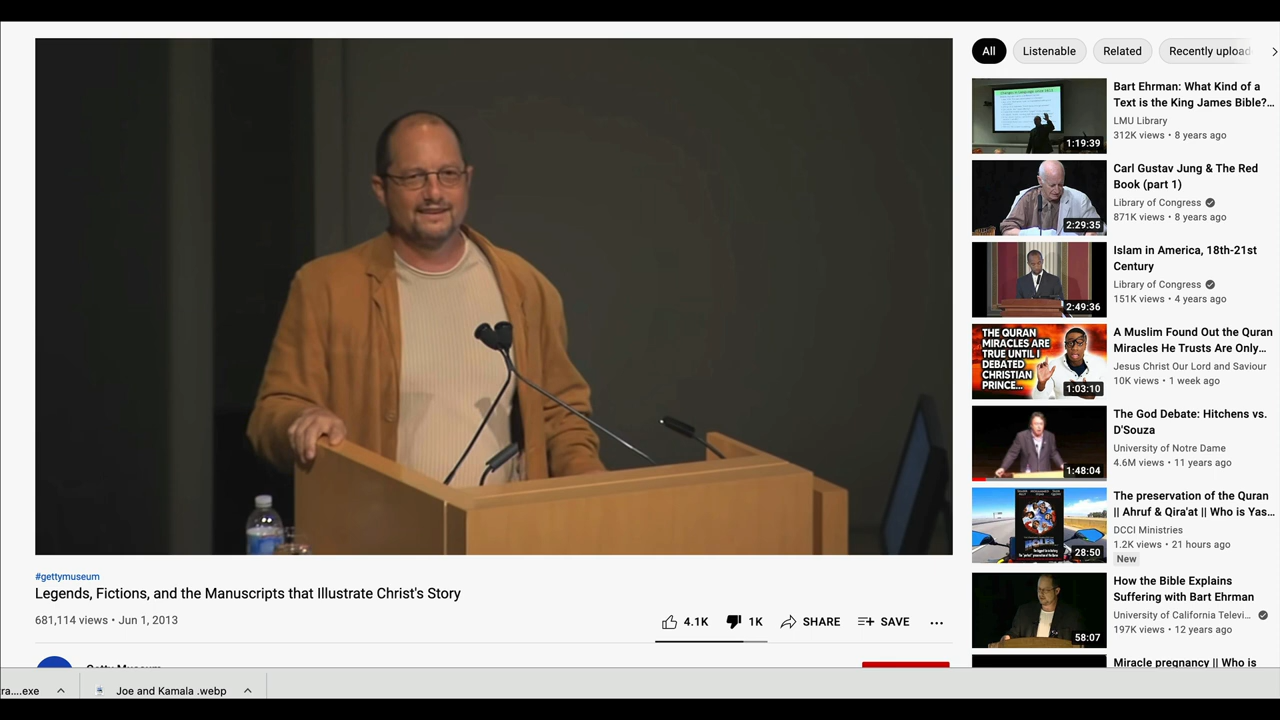 #gettymuseum
Legends, Fictions, and the Manuscripts that Illustrate Christ's Story
681,114 views • Jun 1, 2013
4.1K
1K
SHARE
SAVE
All
Listenable
Related
Recently upload
1:19:39
Bart Ehrman: What Kind of a
Text is the King James Bible?...
LMU Library
312K views • 8 years ago
2:29:35
Carl Gustav Jung & The Red
Book (part 1)
Library of Congress
871K views • 8 years ago
2:49:36
Islam in America, 18th-21st
Century
Library of Congress
151K views • 4 years ago
THE QURAN
MIRACLES ARE
TRUE UNTIL I
DEBATED
CHRISTIAN
PRINCE...
1:03:10
A Muslim Found Out the Quran
Miracles He Trusts Are Only...
Jesus Christ Our Lord and Saviour
10K views • 1 week ago
1:48:04
The God Debate: Hitchens vs.
D'Souza
University of Notre Dame
4.6M views • 11 years ago
HOLES
28:50
The preservation of the Quran
|| Ahruf & Qira'at || Who is Yas...
DCCI Ministries
1.2K views • 21 hours ago
New
58:07
How the Bible Explains
Suffering with Bart Ehrman
University of California Televi...
197K views • 12 years ago
Miracle pregnancy || Who is
Getty Museum
ra....exe
Joe and Kamala .webp